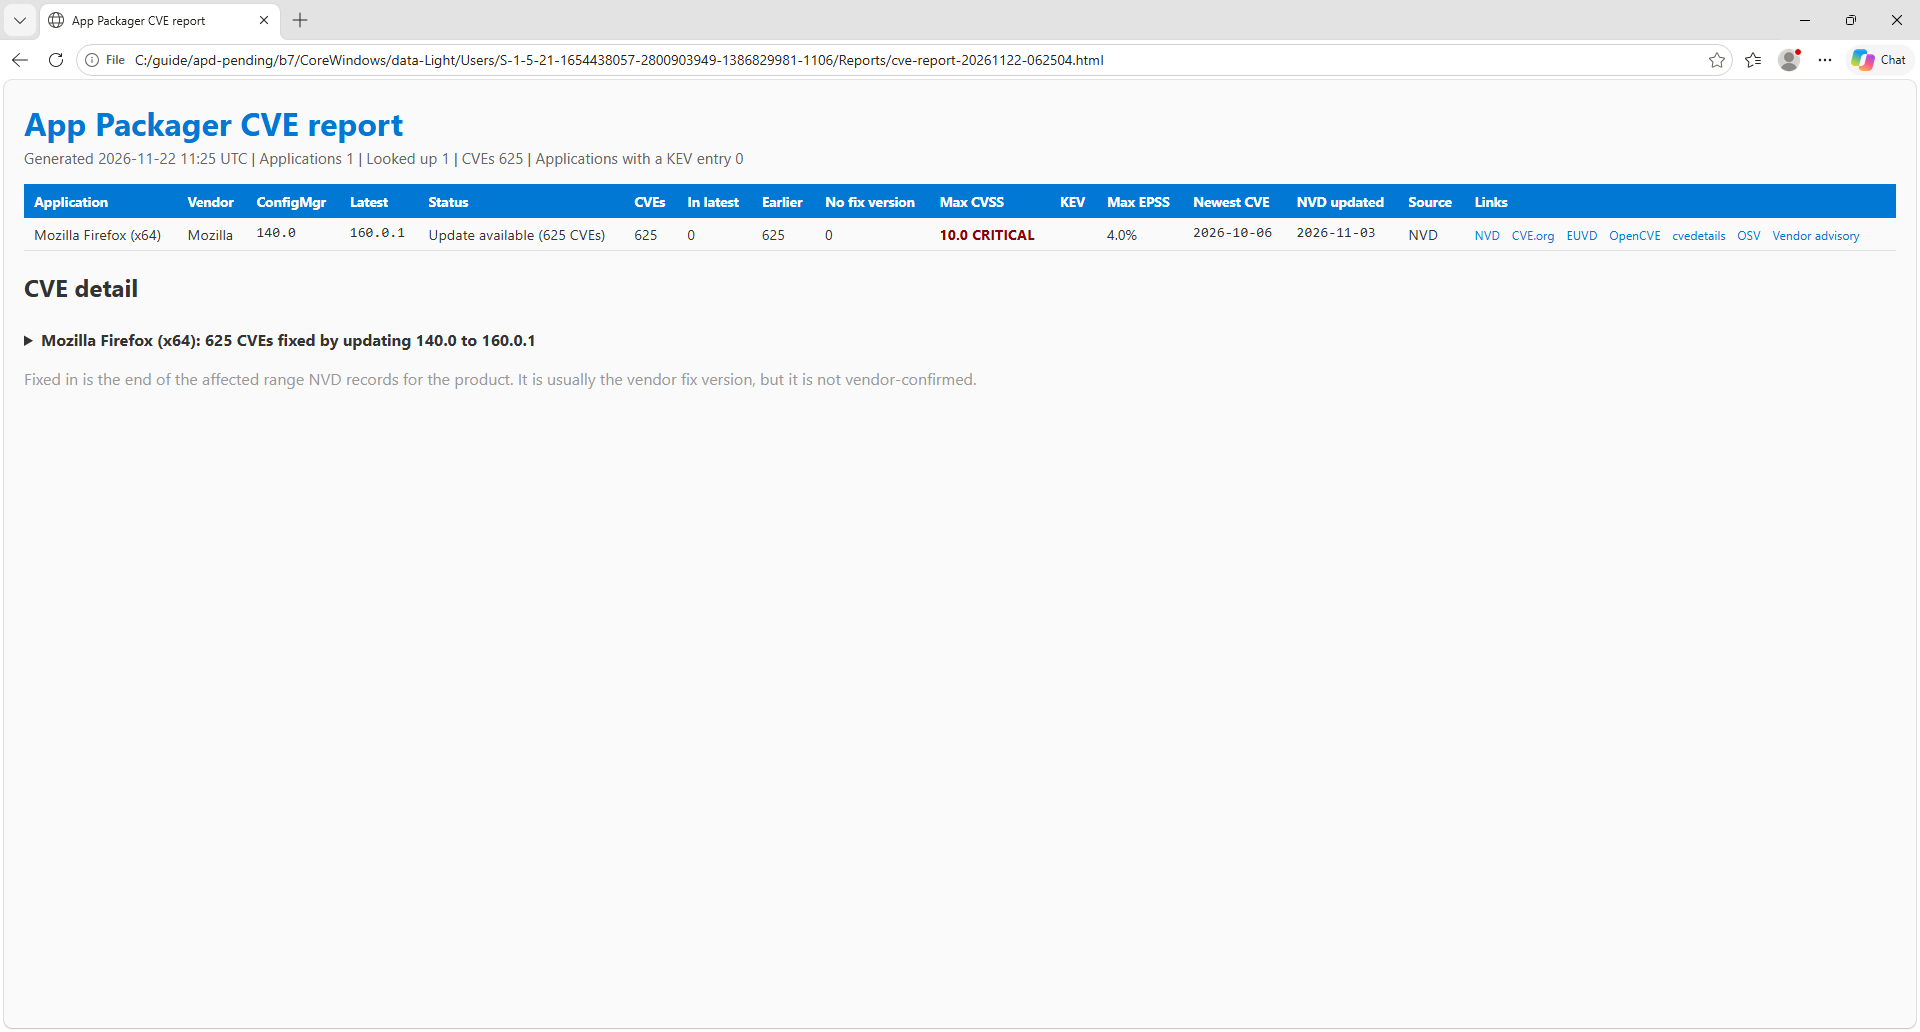 App Packager CVE report
File C:/guide/apd-pending/b7/CoreWindows/data-Light/Users/S-1-5-21-1654438057-2800903949-1386829981-1106/Reports/cve-report-20261122-062504.html
Chat
App Packager CVE report
Generated 2026-11-22 11:25 UTC | Applications 1 | Looked up 1 | CVEs 625 | Applications with a KEV entry 0
Application Vendor ConfigMgr Latest Status CVEs In latest Earlier No fix version Max CVSS KEV Max EPSS Newest CVE NVD updated Source Links
Mozilla Firefox (x64) Mozilla 140.0 160.0.1 Update available (625 CVEs) 625 0 625 0 10.0 CRITICAL 4.0% 2026-10-06 2026-11-03 NVD NVD CVE.org EUVD OpenCVE cvedetails OSV Vendor advisory
CVE detail
Mozilla Firefox (x64): 625 CVEs fixed by updating 140.0 to 160.0.1
Fixed in is the end of the affected range NVD records for the product. It is usually the vendor fix version, but it is not vendor-confirmed.